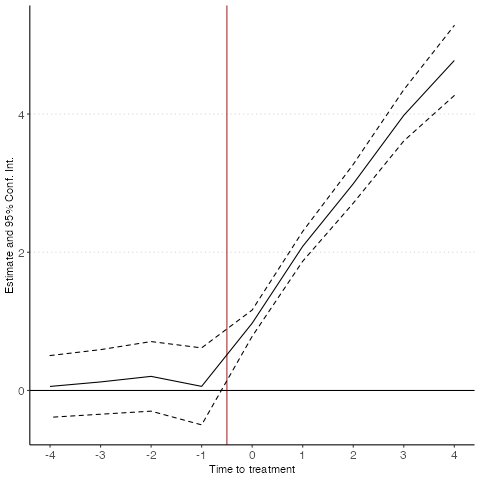 Estimate and 95% Conf. Int.
4
2
0
-4 -3 -2 -1 0 1 2 3 4
Time to treatment